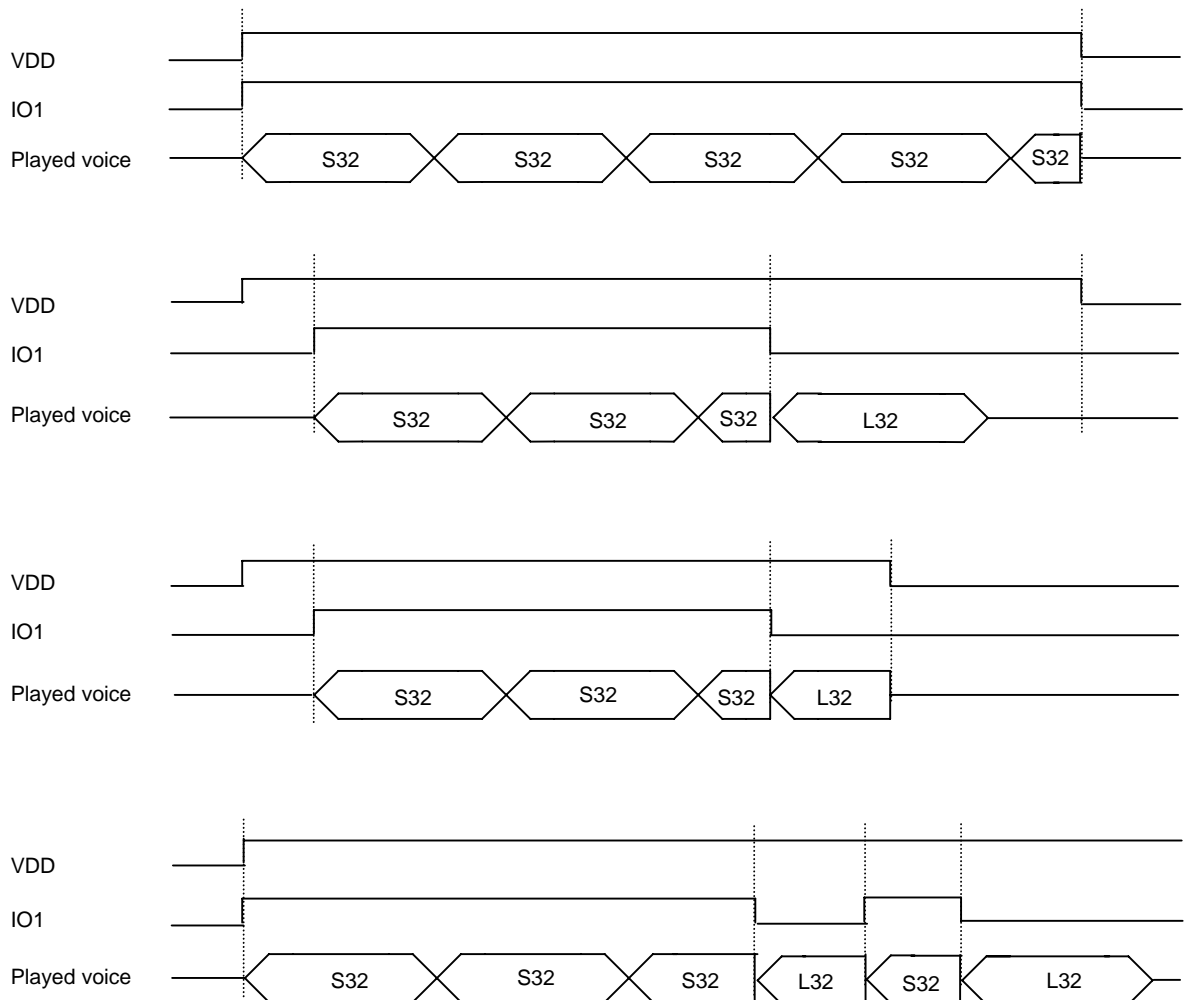 VDD
IO1
Played voice S32 S32 S32 S32 S32
VDD
IO1
Played voice S32 S32 S32 L32
VDD
IO1
Played voice S32 S32 S32 L32
VDD
IO1
Played voice S32 S32 S32 L32 S32 L32